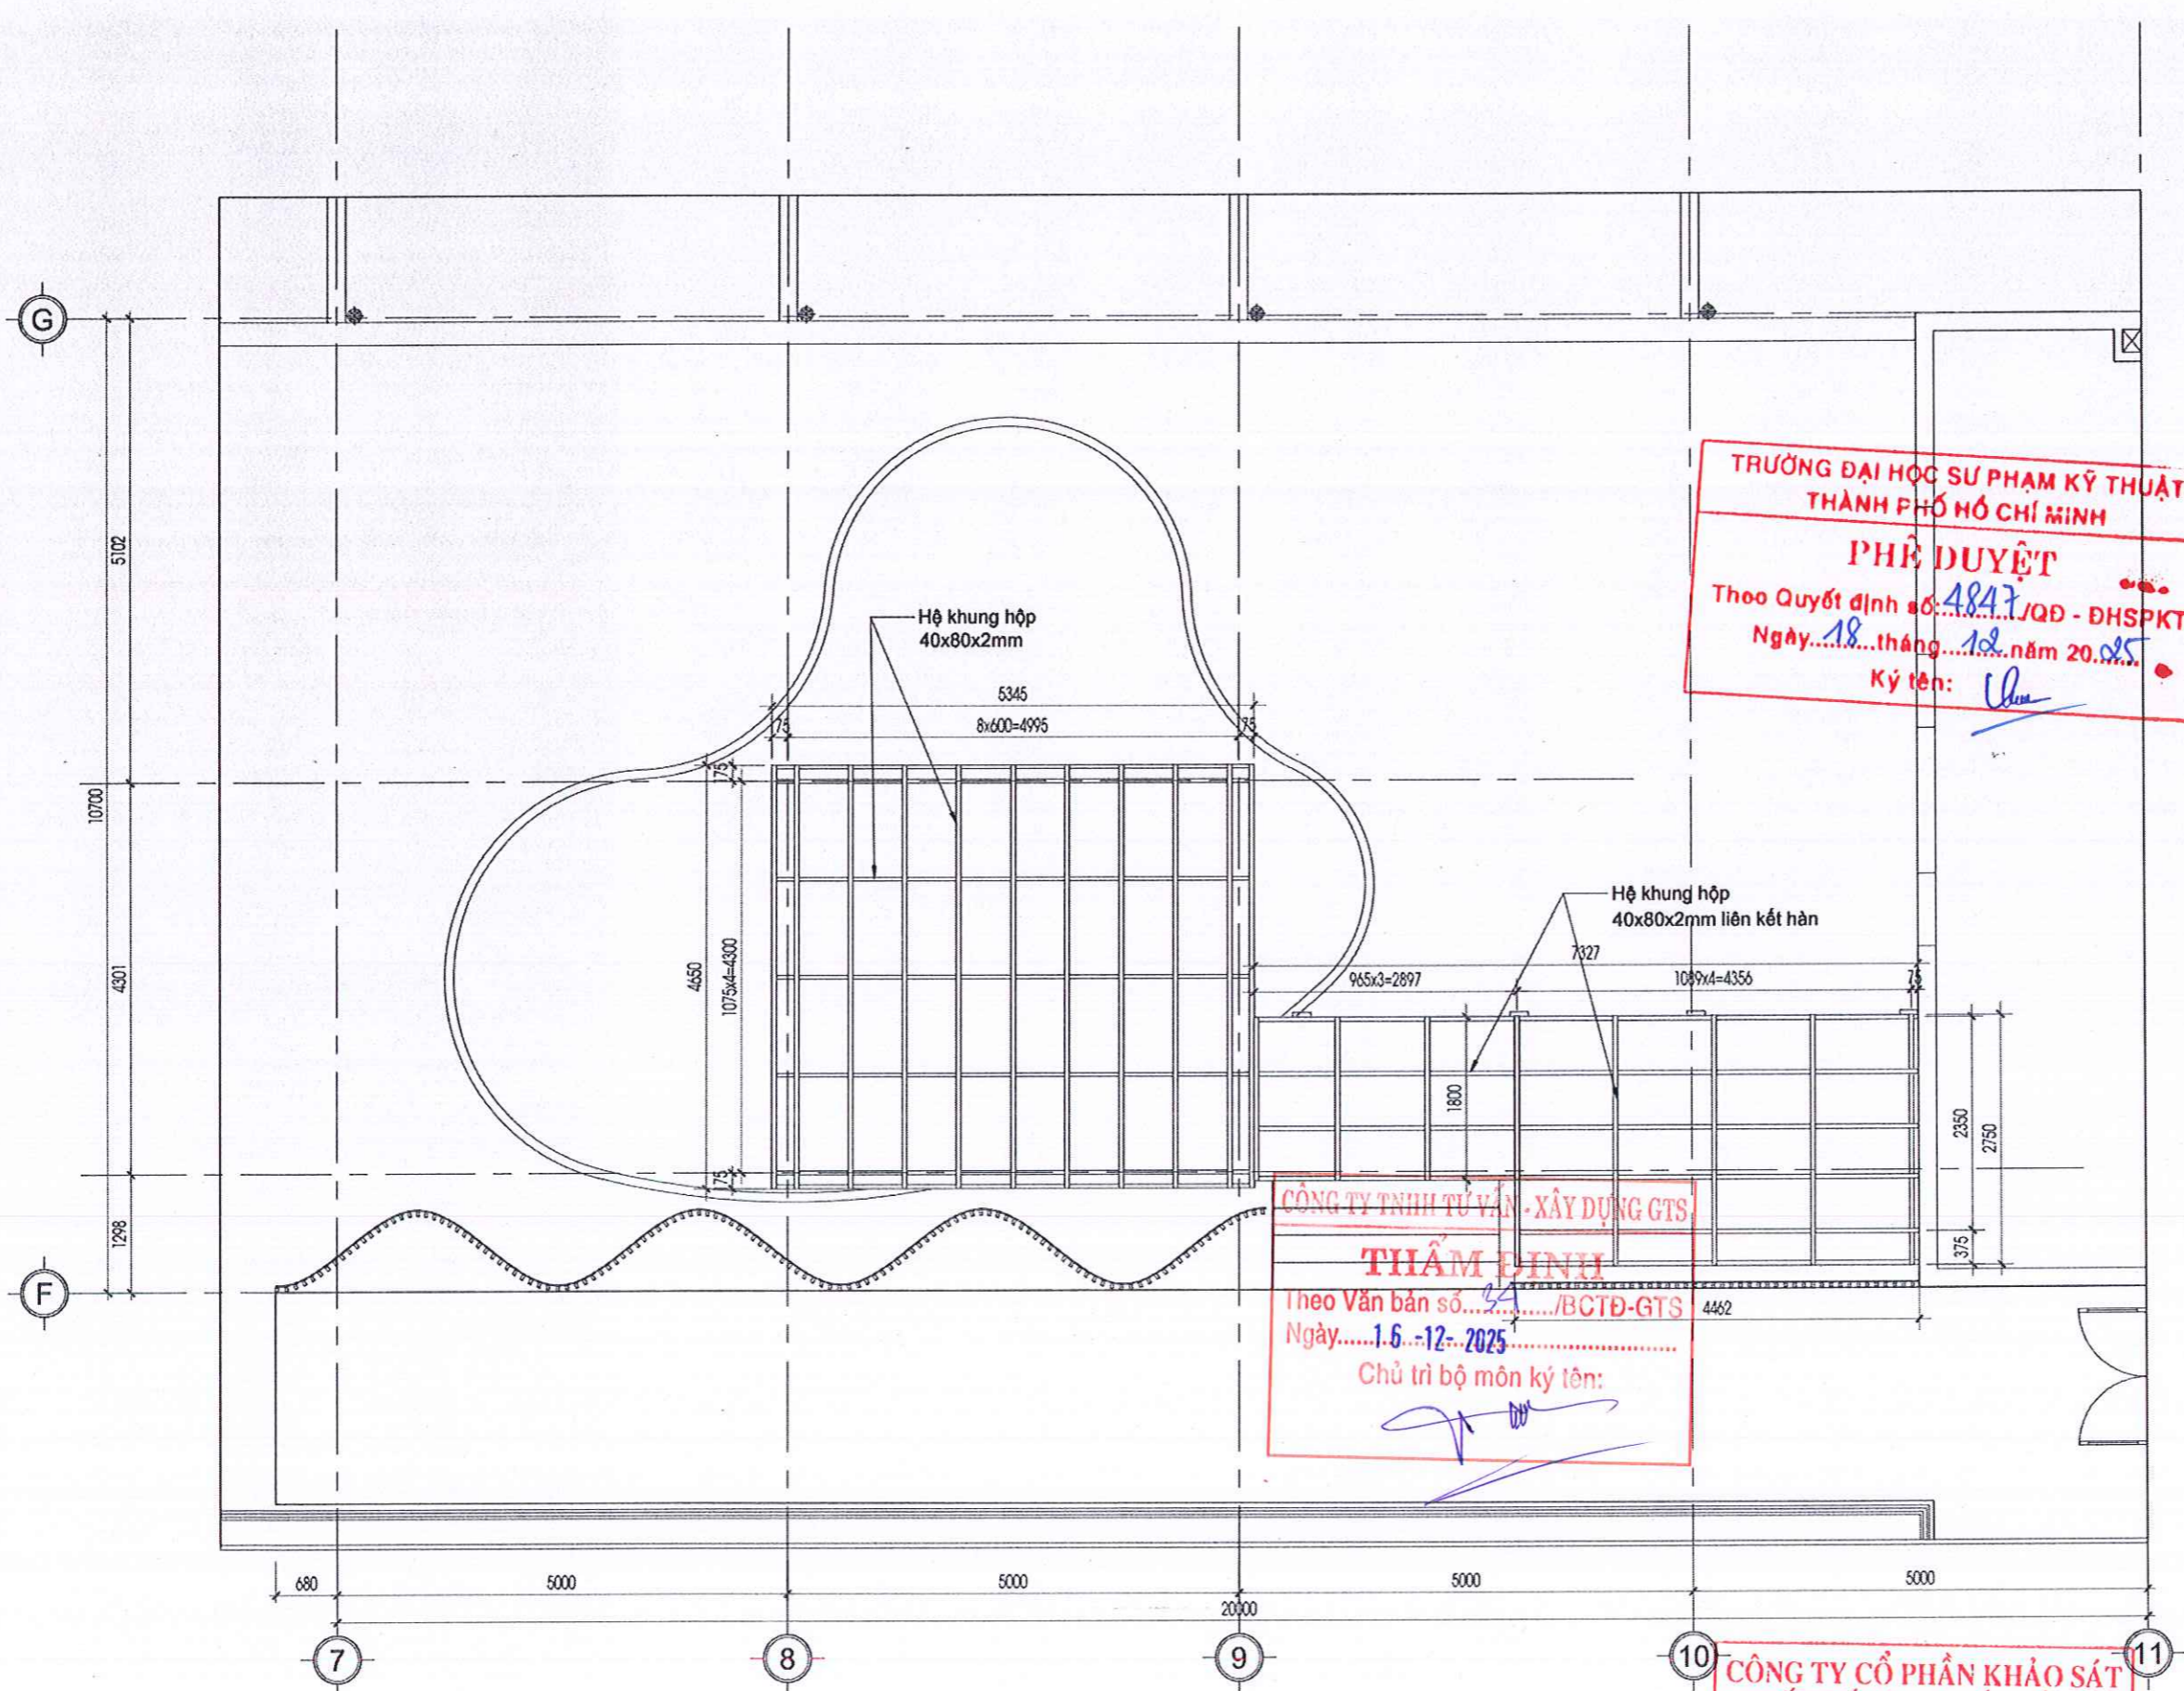 G
5102
10700
4301
1298
F
Hệ khung hộp
40x80x2mm
5345
75
8x600=4995
75
75
4650
1075x4=4300
75
TRƯỜNG ĐẠI HỌC SƯ PHẠM KỸ THUẬT
THÀNH PHỐ HỒ CHÍ MINH
PHÊ DUYỆT
Theo Quyết định số: 4847 /QĐ - ĐHSPKT
Ngày 18 tháng 12 năm 20 25
Ký tên:
Hệ khung hộp
40x80x2mm liên kết hàn
7327
965x3=2897
1089x4=4356
75
1800
2350
2750
375
4462
CÔNG TY TNHH TƯ VẤN - XÂY DỰNG GTS
THẨM ĐỊNH
Theo Văn bản số 34 /BCTĐ-GTS
Ngày 16 -12- 2025
Chủ trì bộ môn ký tên:
680
5000
5000
5000
5000
20000
7
8
9
10
11
CÔNG TY CỔ PHẦN KHẢO SÁT